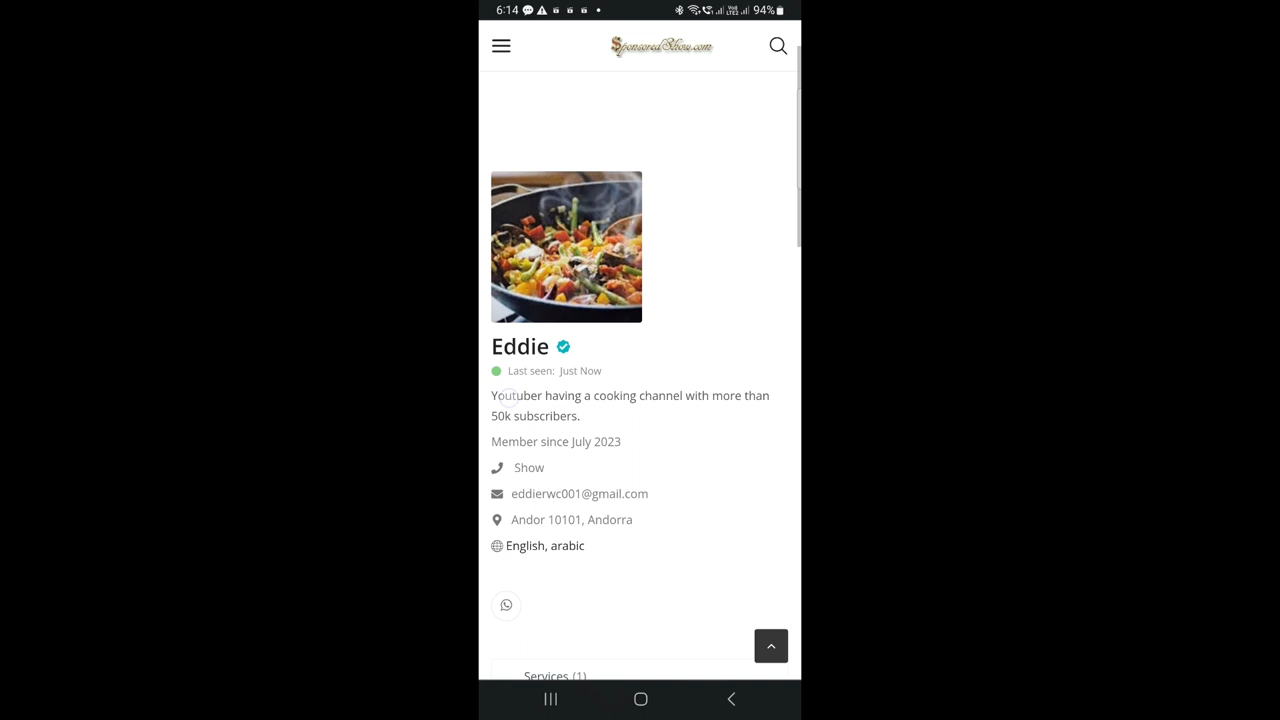 6:14
94%
SponsoredShow.com
Eddie
Last seen: Just Now
Youtuber having a cooking channel with more than
50k subscribers.
Member since July 2023
Show
eddierwc001@gmail.com
Andor 10101, Andorra
English, arabic
Services (1)